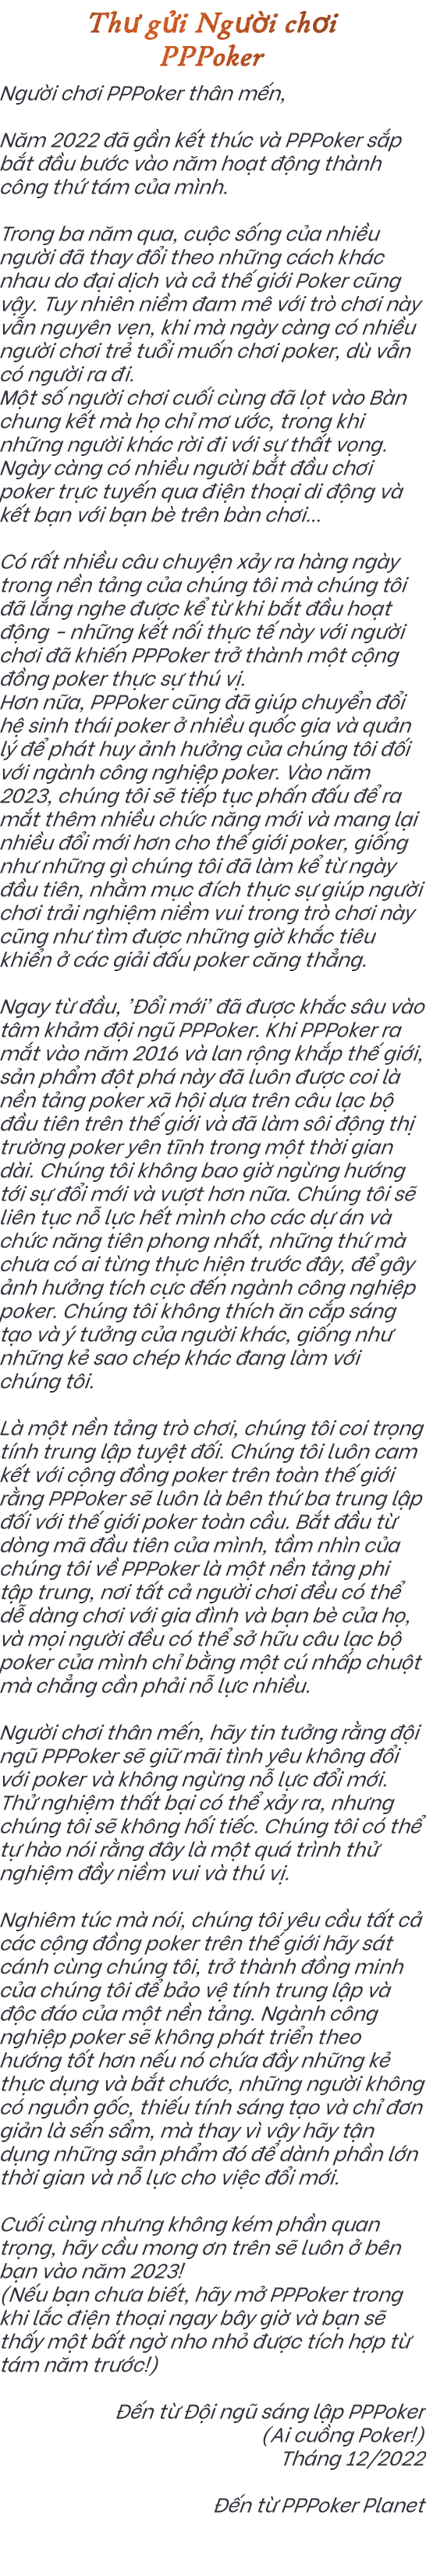 Thư gửi Người chơi
PPPoker
Người chơi PPPoker thân mến,
Năm 2022 đã gần kết thúc và PPPoker sắp
bắt đầu bước vào năm hoạt động thành
công thứ tám của mình.
Trong ba năm qua, cuộc sống của nhiều
người đã thay đổi theo những cách khác
nhau do đại dịch và cả thế giới Poker cũng
vậy. Tuy nhiên niềm đam mê với trò chơi này
vẫn nguyên vẹn, khi mà ngày càng có nhiều
người chơi trẻ tuổi muốn chơi poker, dù vẫn
có người ra đi.
Một số người chơi cuối cùng đã lọt vào Bàn
chung kết mà họ chỉ mơ ước, trong khi
những người khác rời đi với sự thất vọng.
Ngày càng có nhiều người bắt đầu chơi
poker trực tuyến qua điện thoại di động và
kết bạn với bạn bè trên bàn chơi...
Có rất nhiều câu chuyện xảy ra hàng ngày
trong nền tảng của chúng tôi mà chúng tôi
đã lắng nghe được kể từ khi bắt đầu hoạt
động - những kết nối thực tế này với người
chơi đã khiến PPPoker trở thành một cộng
đồng poker thực sự thú vị.
Hơn nữa, PPPoker cũng đã giúp chuyển đổi
hệ sinh thái poker ở nhiều quốc gia và quản
lý để phát huy ảnh hưởng của chúng tôi đối
với ngành công nghiệp poker. Vào năm
2023, chúng tôi sẽ tiếp tục phấn đấu để ra
mắt thêm nhiều chức năng mới và mang lại
nhiều đổi mới hơn cho thế giới poker, giống
như những gì chúng tôi đã làm kể từ ngày
đầu tiên, nhằm mục đích thực sự giúp người
chơi trải nghiệm niềm vui trong trò chơi này
cũng như tìm được những giờ khắc tiêu
khiển ở các giải đấu poker căng thẳng.
Ngay từ đầu, 'Đổi mới' đã được khắc sâu vào
tâm khảm đội ngũ PPPoker. Khi PPPoker ra
mắt vào năm 2016 và lan rộng khắp thế giới,
sản phẩm đột phá này đã luôn được coi là
nền tảng poker xã hội dựa trên câu lạc bộ
đầu tiên trên thế giới và đã làm sôi động thị
trường poker yên tĩnh trong một thời gian
dài. Chúng tôi không bao giờ ngừng hướng
tới sự đổi mới và vượt hơn nữa. Chúng tôi sẽ
liên tục nỗ lực hết mình cho các dự án và
chức năng tiên phong nhất, những thứ mà
chưa có ai từng thực hiện trước đây, để gây
ảnh hưởng tích cực đến ngành công nghiệp
poker. Chúng tôi không thích ăn cắp sáng
tạo và ý tưởng của người khác, giống như
những kẻ sao chép khác đang làm với
chúng tôi.
Là một nền tảng trò chơi, chúng tôi coi trọng
tính trung lập tuyệt đối. Chúng tôi luôn cam
kết với cộng đồng poker trên toàn thế giới
rằng PPPoker sẽ luôn là bên thứ ba trung lập
đối với thế giới poker toàn cầu. Bắt đầu từ
dòng mã đầu tiên của mình, tầm nhìn của
chúng tôi về PPPoker là một nền tảng phi
tập trung, nơi tất cả người chơi đều có thể
dễ dàng chơi với gia đình và bạn bè của họ,
và mọi người đều có thể sở hữu câu lạc bộ
poker của mình chỉ bằng một cú nhấp chuột
mà chẳng cần phải nỗ lực nhiều.
Người chơi thân mến, hãy tin tưởng rằng đội
ngũ PPPoker sẽ giữ mãi tình yêu không đổi
với poker và không ngừng nỗ lực đổi mới.
Thử nghiệm thất bại có thể xảy ra, nhưng
chúng tôi sẽ không hối tiếc. Chúng tôi có thể
tự hào nói rằng đây là một quá trình thử
nghiệm đầy niềm vui và thú vị.
Nghiêm túc mà nói, chúng tôi yêu cầu tất cả
các cộng đồng poker trên thế giới hãy sát
cánh cùng chúng tôi, trở thành đồng minh
của chúng tôi để bảo vệ tính trung lập và
độc đáo của một nền tảng. Ngành công
nghiệp poker sẽ không phát triển theo
hướng tốt hơn nếu nó chứa đầy những kẻ
thực dụng và bắt chước, những người không
có nguồn gốc, thiếu tính sáng tạo và chỉ đơn
giản là sến sẩm, mà thay vì vậy hãy tận
dụng những sản phẩm đó để dành phần lớn
thời gian và nỗ lực cho việc đổi mới.
Cuối cùng nhưng không kém phần quan
trọng, hãy cầu mong ơn trên sẽ luôn ở bên
bạn vào năm 2023!
(Nếu bạn chưa biết, hãy mở PPPoker trong
khi lắc điện thoại ngay bây giờ và bạn sẽ
thấy một bất ngờ nho nhỏ được tích hợp từ
tám năm trước!)
Đến từ Đội ngũ sáng lập PPPoker
(Ai cuồng Poker!)
Tháng 12/2022
Đến từ PPPoker Planet